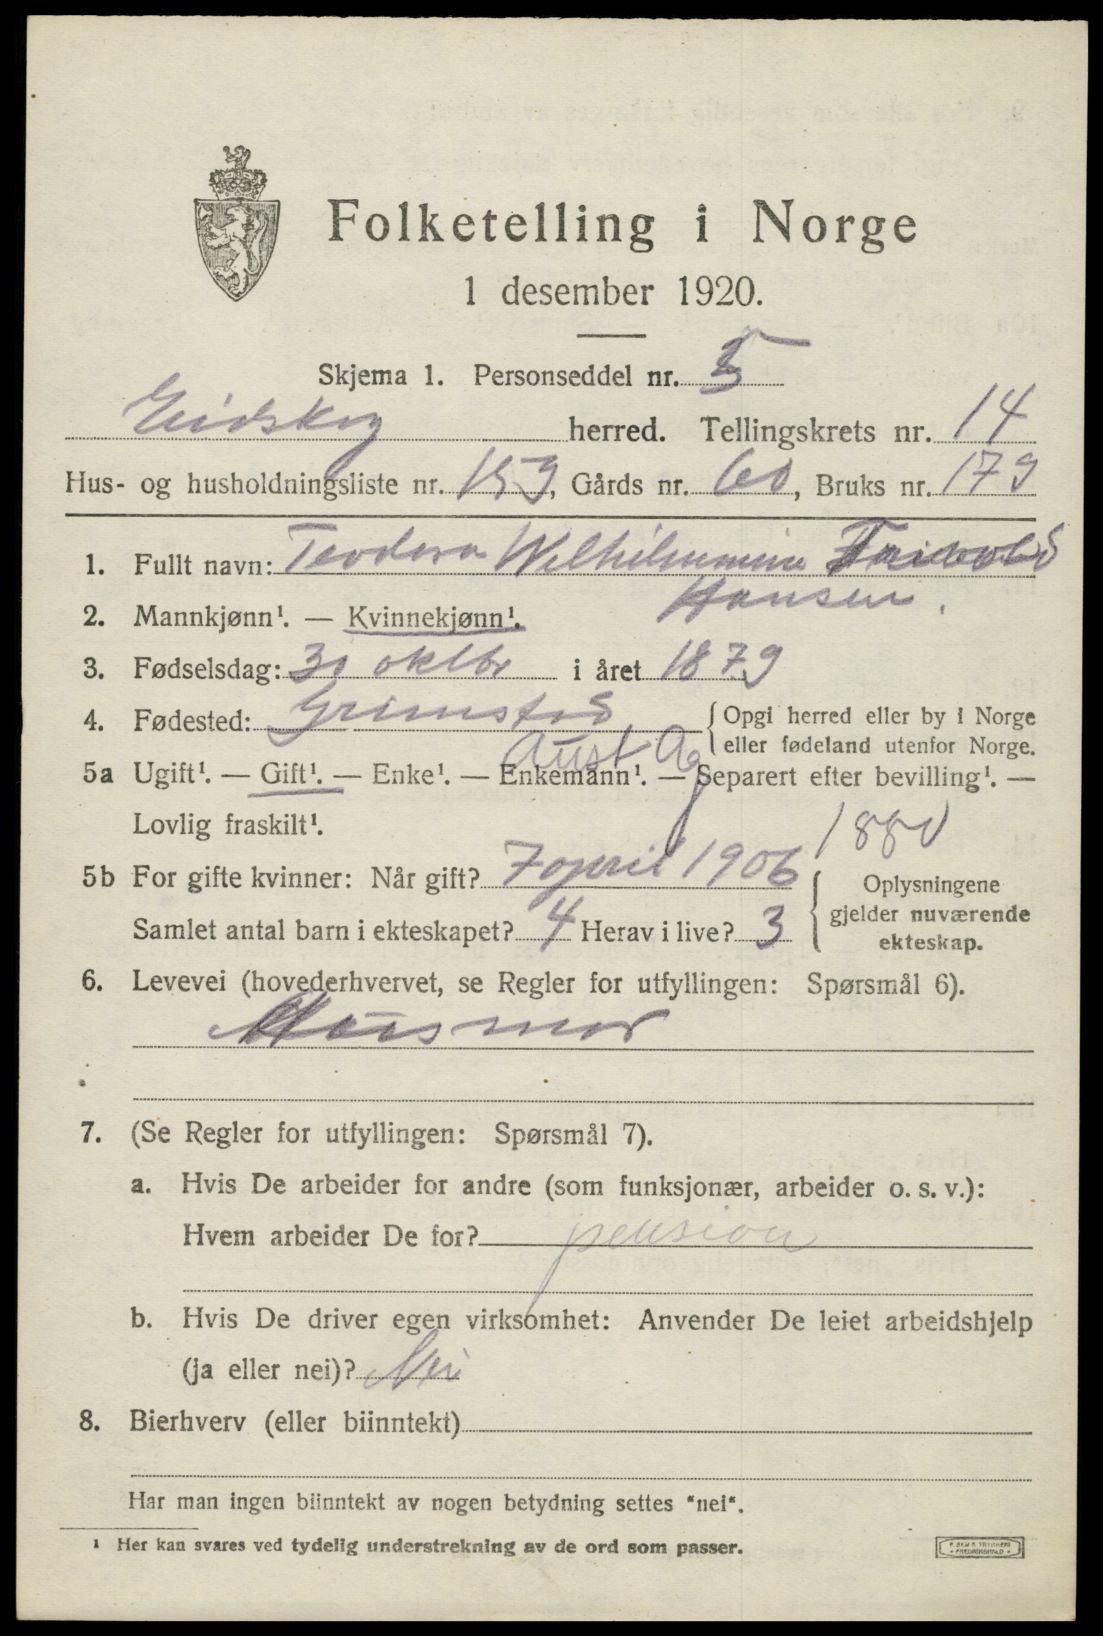 Folketelling i Norge
1 desember 1920.
Skjema 1. Personseddel nr. 5
Eidskog herred. Tellingskrets nr. 14
Hus- og husholdningsliste nr. 153, Gårds nr. 60, Bruks nr. 179
1. Fullt navn: Teodora Wilhilmmine
Hansen.
2. Mannkjønn¹. — Kvinnekjønn¹.
3. Fødselsdag: 30 oktbr i året 1879
4. Fødested: Grimstad {Opgi herred eller by i Norge
eller fødeland utenfor Norge.
Aust Ag
5a Ugift¹. — Gift¹. — Enke¹. — Enkemann¹. — Separert efter bevilling¹. —
Lovlig fraskilt¹. 1880
5b For gifte kvinner: Når gift? 7 april 1906 { Oplysningene
gjelder nuværende
Samlet antal barn i ekteskapet? 4 Herav i live? 3 ekteskap.
6. Levevei (hovederhvervet, se Regler for utfyllingen: Spørsmål 6).
Husmor
7. (Se Regler for utfyllingen: Spørsmål 7).
a. Hvis De arbeider for andre (som funksjonær, arbeider o. s. v.):
Hvem arbeider De for? pension
b. Hvis De driver egen virksomhet: Anvender De leiet arbeidshjelp
(ja eller nei)? Nei
8. Bierhverv (eller biinntekt)
Har man ingen biinntekt av nogen betydning settes "nei".
¹ Her kan svares ved tydelig understrekning av de ord som passer.